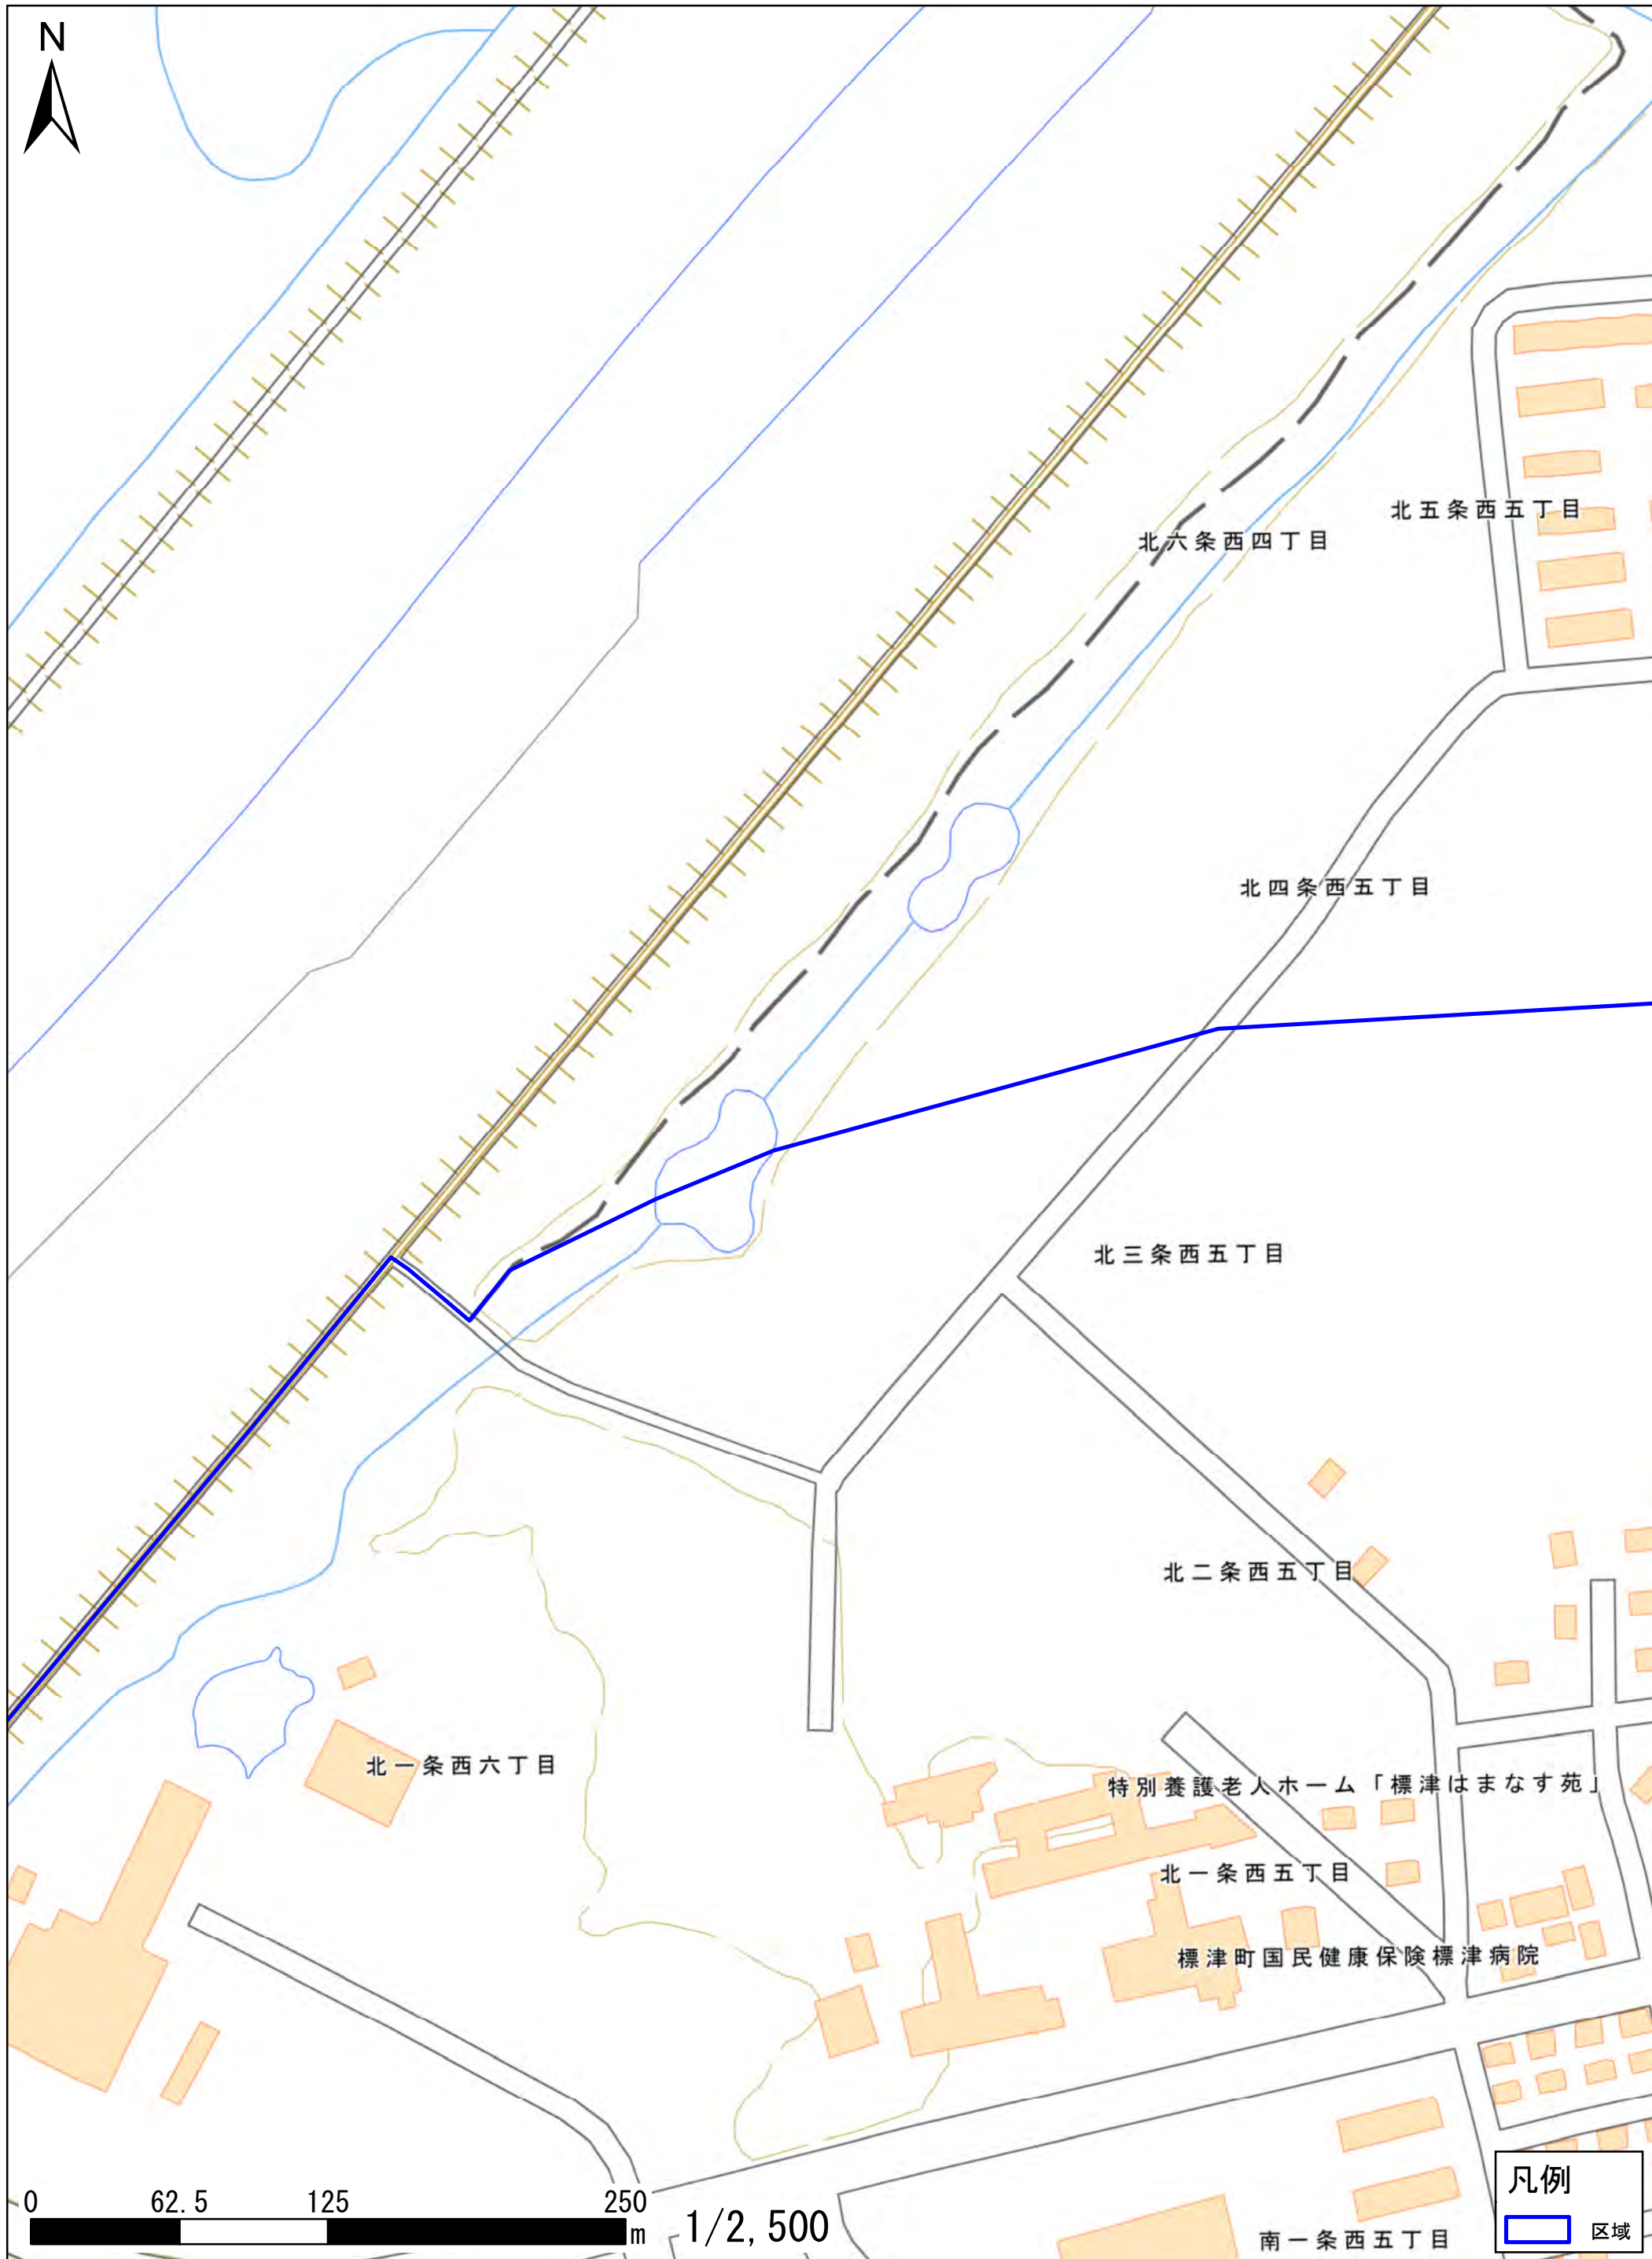 N
北五条西五丁目
北六条西四丁目
北四条西五丁目
北三条西五丁目
北二条西五丁目
北一条西六丁目
特別養護老人ホーム「標津はまなす苑」
北一条西五丁目
標津町国民健康保険標津病院
凡例
区域
0 62.5 125 250
m
1/2,500
南一条西五丁目